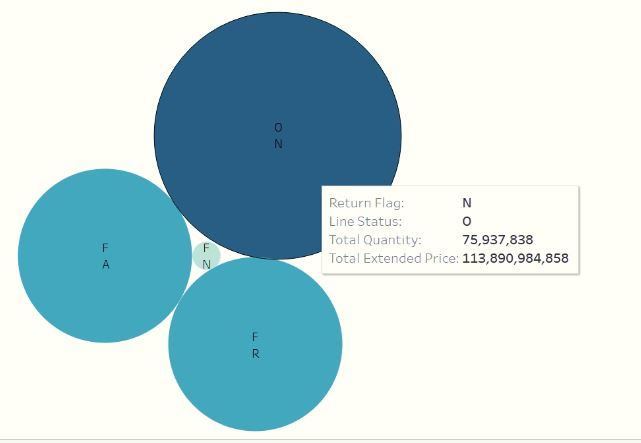 O
N
Return Flag: N
Line Status: O
Total Quantity: 75,937,838
Total Extended Price: 113,890,984,858
F
A
F
N
F
R